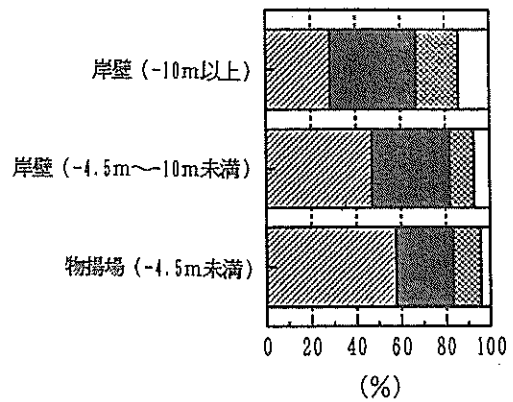 岸壁 (-10m以上)
岸壁 (-4.5m～-10m未満)
物揚場 (-4.5m未満)
0 20 40 60 80 100
(%)